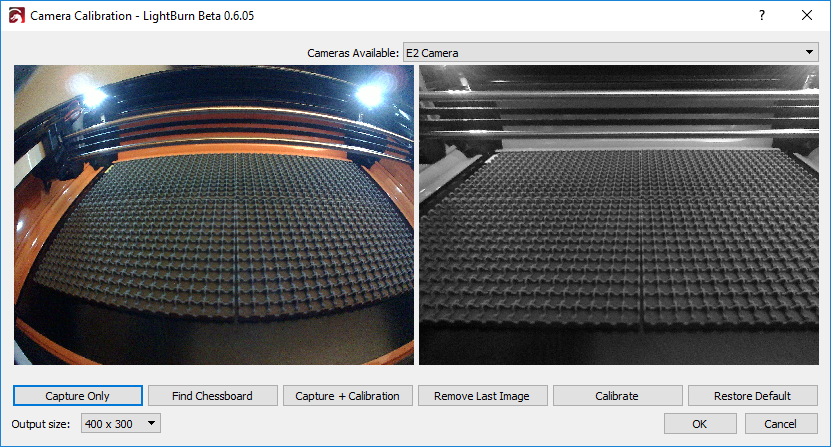 Camera Calibration - LightBurn Beta 0.6.05
Cameras Available: E2 Camera
Capture Only Find Chessboard Capture + Calibration Remove Last Image Calibrate Restore Default
Output size: 400 x 300 OK Cancel